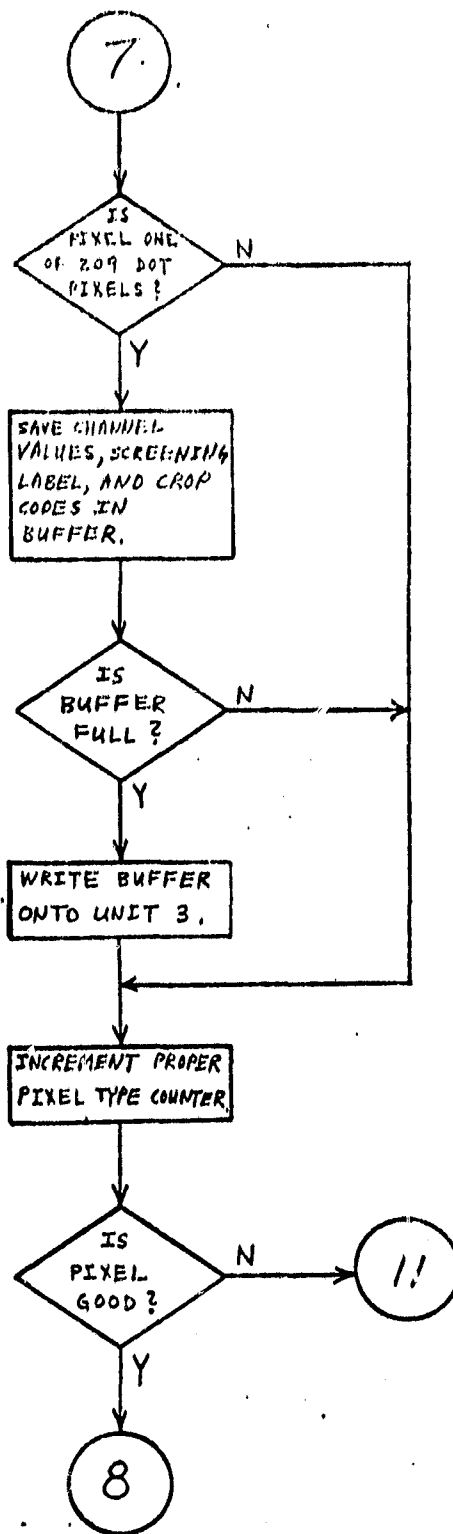 7
IS
PIXEL ONE
OF 209 DOT
PIXELS?
N
Y
SAVE CHANNEL
VALUES, SCREENING
LABEL, AND CROP
CODES IN
BUFFER.
IS
BUFFER
FULL?
N
Y
WRITE BUFFER
ONTO UNIT 3.
INCREMENT PROPER
PIXEL TYPE COUNTER.
IS
PIXEL
GOOD?
N
11
Y
8